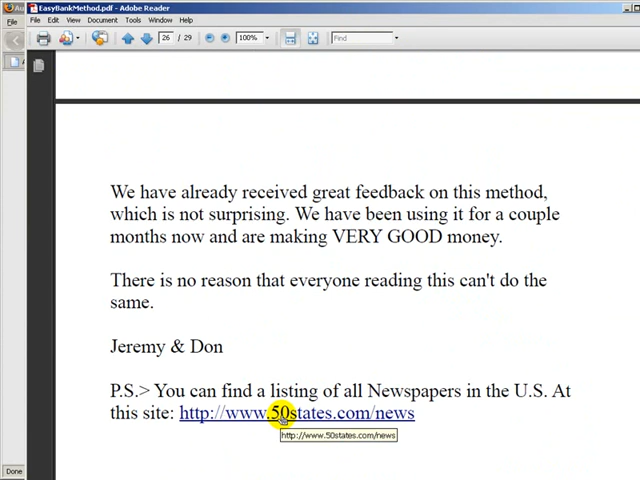 EasyBankMethod.pdf - Adobe Reader
File Edit View Document Tools Window Help
File
26 / 29 100% Find
We have already received great feedback on this method,
which is not surprising. We have been using it for a couple
months now and are making VERY GOOD money.
There is no reason that everyone reading this can't do the
same.
Jeremy & Don
P.S.> You can find a listing of all Newspapers in the U.S. At
this site: http://www.50states.com/news
http://www.50states.com/news
Done